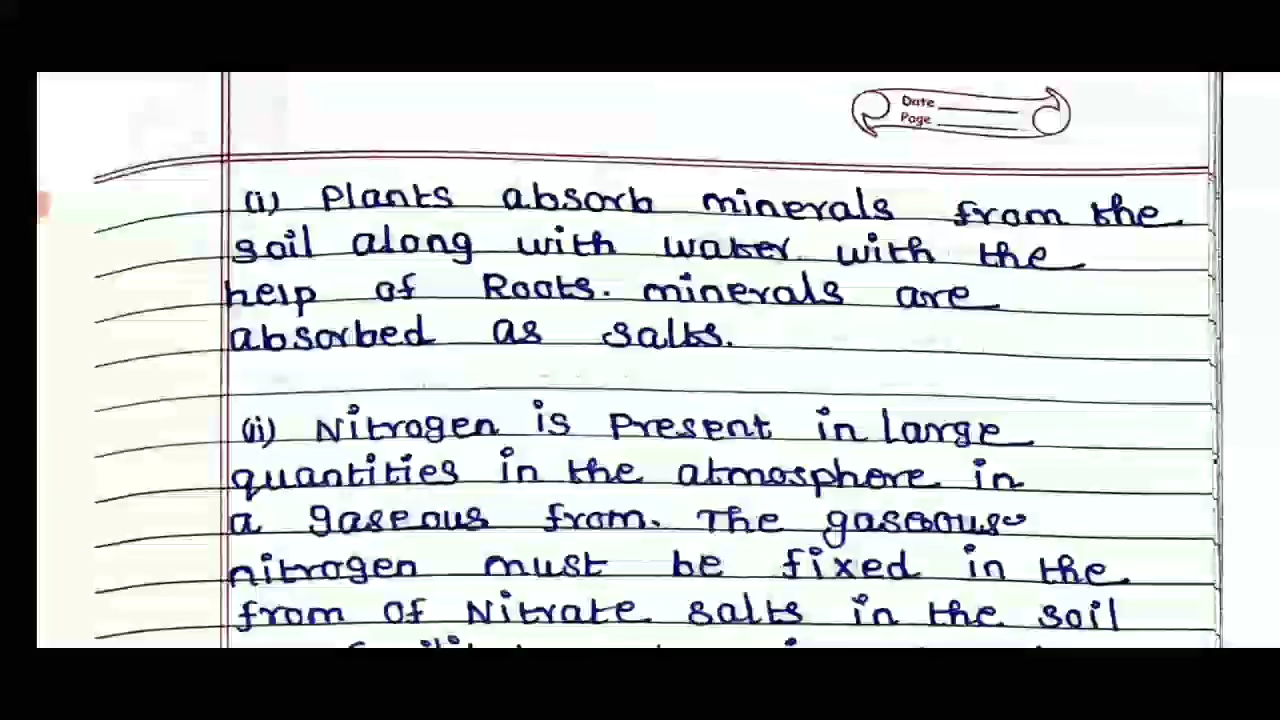 Date
Page
(i) Plants absorb minerals from the
soil along with water with the
help of Roots. minerals are
absorbed as salts.
(ii) Nitrogen is Present in large
quantities in the atmosphere in
a gaseous from. The gaseous
nitrogen must be fixed in the
from of Nitrate salts in the soil